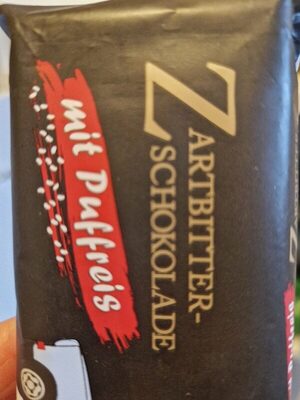 ZARTBITTER-
SCHOKOLADE
mit Puffreis